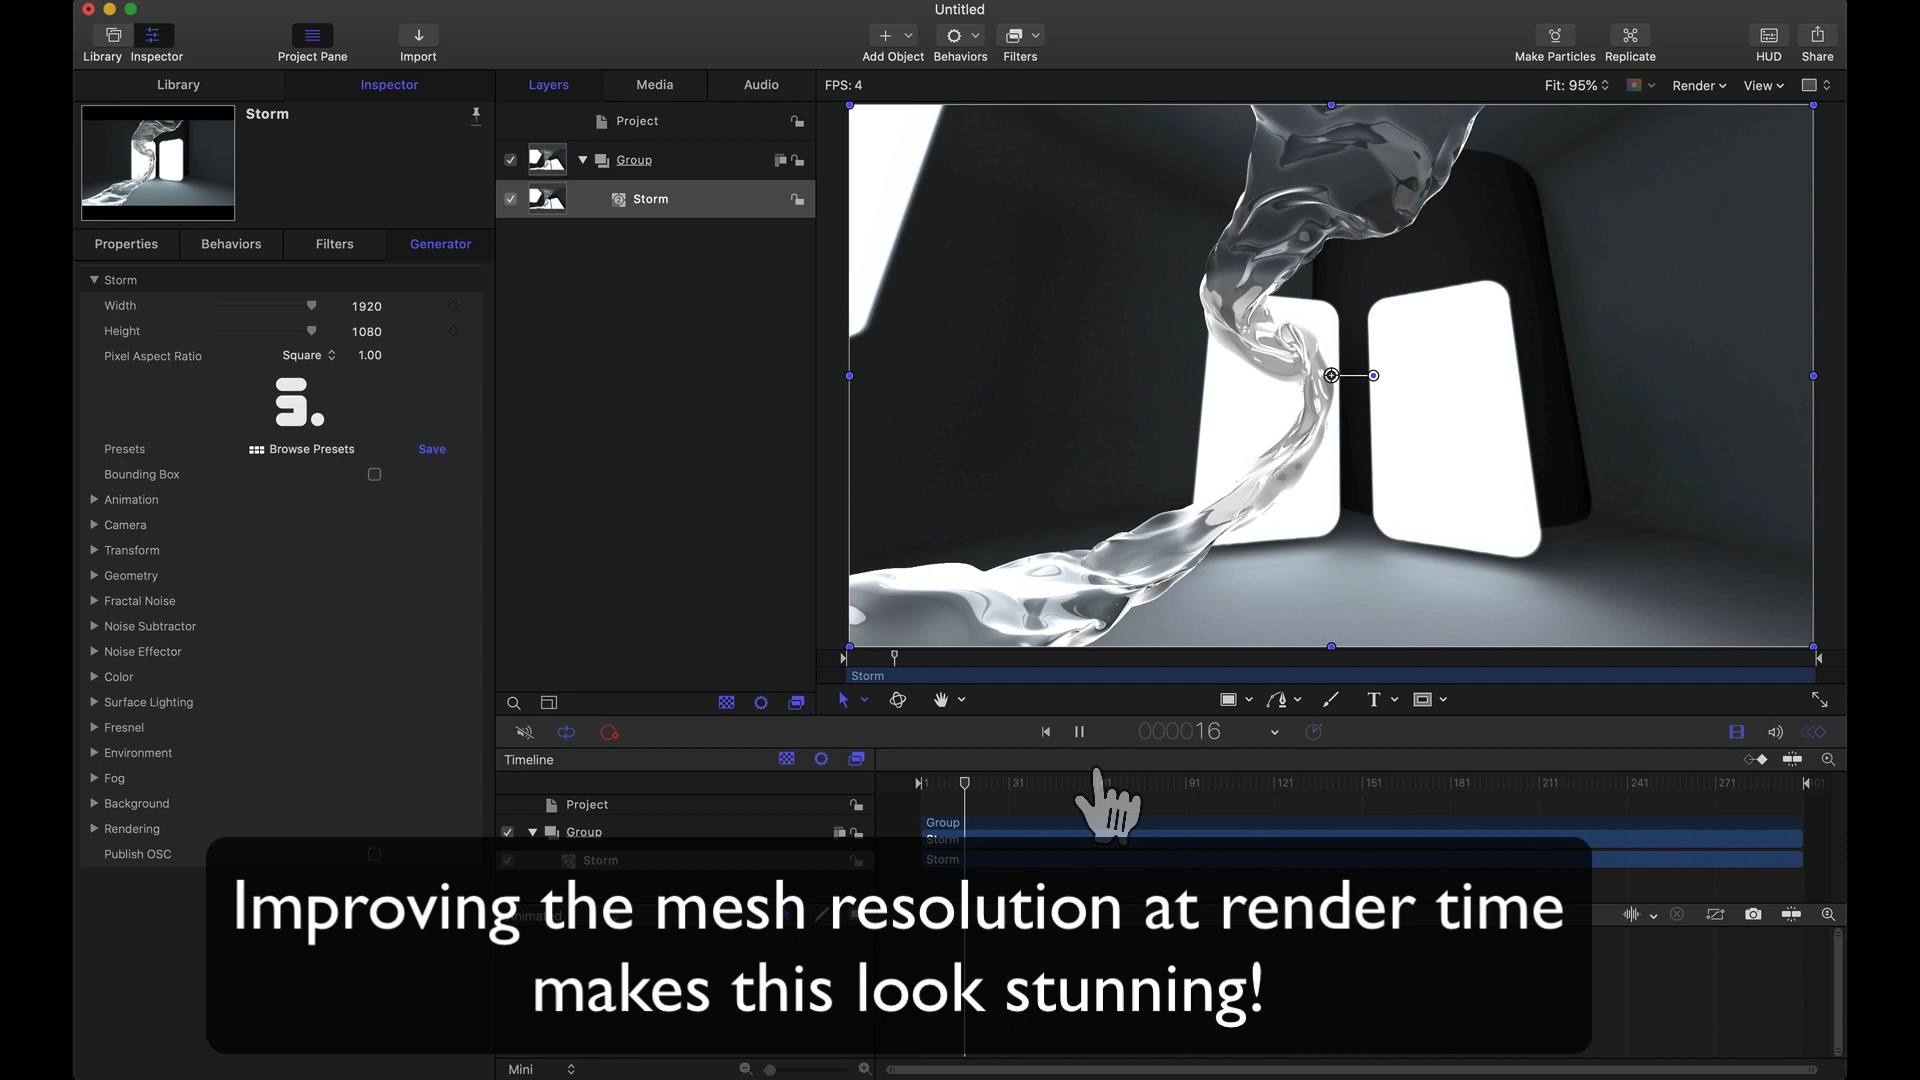 Untitled
Library
Inspector
Project Pane
Import
Add Object
Behaviors
Filters
Make Particles
Replicate
HUD
Share
Library
Inspector
Layers
Media
Audio
FPS: 4
Fit: 95%
Render
View
Storm
Project
Group
Storm
Properties
Behaviors
Filters
Generator
Storm
Width 1920
Height 1080
Pixel Aspect Ratio Square 1.00
Presets Browse Presets Save
Bounding Box
Animation
Camera
Transform
Geometry
Fractal Noise
Noise Subtractor
Noise Effector
Color
Surface Lighting
Fresnel
Environment
Fog
Background
Rendering
Publish OSC
Storm
T
000016
Timeline
1 31 61 91 121 151 181 211 241 271 301
Project
Group
Storm
Group
Storm
Storm
Animated
Improving the mesh resolution at render time
makes this look stunning!
Mini